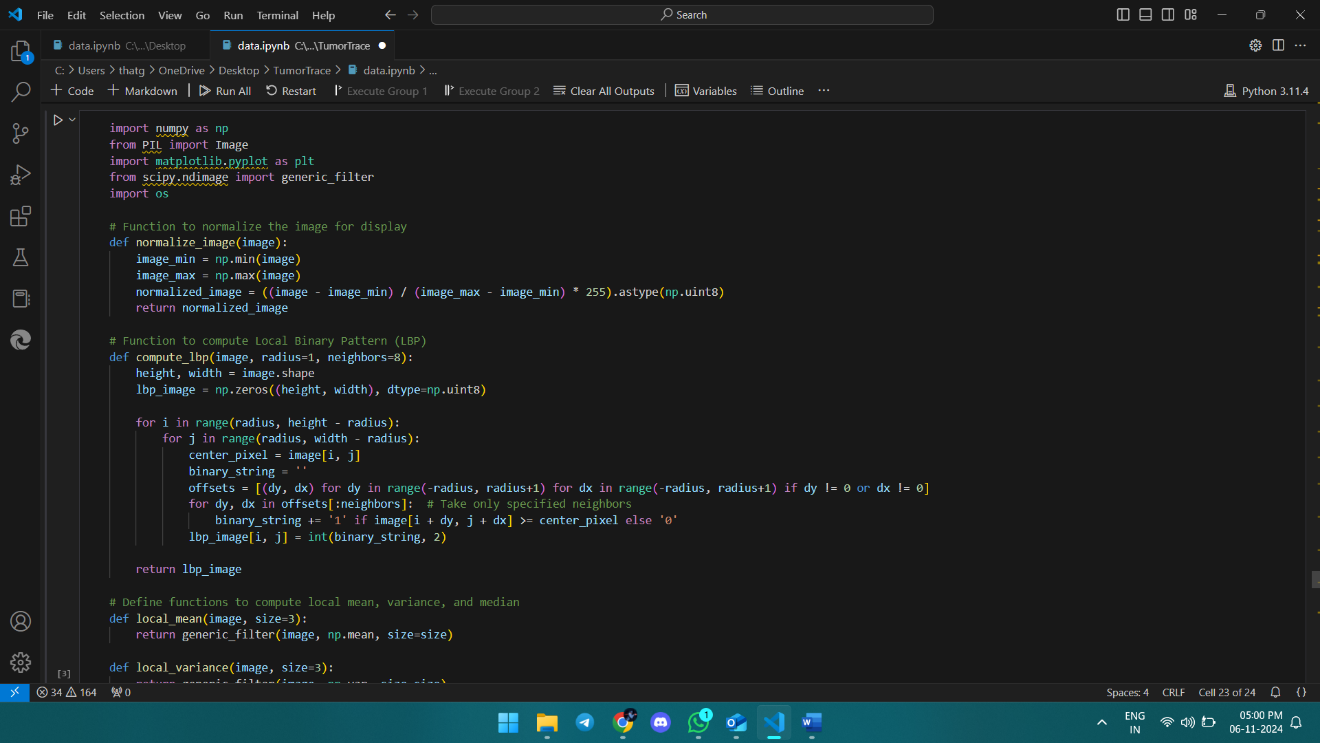 File Edit Selection View Go Run Terminal Help
Search
data.ipynb C:\...\Desktop
data.ipynb C:\...\TumorTrace
C: > Users > thatg > OneDrive > Desktop > TumorTrace > data.ipynb > ...
+ Code + Markdown | Run All Restart Execute Group 1 Execute Group 2 Clear All Outputs | Variables Outline ...
Python 3.11.4
import numpy as np
from PIL import Image
import matplotlib.pyplot as plt
from scipy.ndimage import generic_filter
import os
# Function to normalize the image for display
def normalize_image(image):
image_min = np.min(image)
image_max = np.max(image)
normalized_image = ((image - image_min) / (image_max - image_min) * 255).astype(np.uint8)
return normalized_image
# Function to compute Local Binary Pattern (LBP)
def compute_lbp(image, radius=1, neighbors=8):
height, width = image.shape
lbp_image = np.zeros((height, width), dtype=np.uint8)
for i in range(radius, height - radius):
for j in range(radius, width - radius):
center_pixel = image[i, j]
binary_string = ''
offsets = [(dy, dx) for dy in range(-radius, radius+1) for dx in range(-radius, radius+1) if dy != 0 or dx != 0]
for dy, dx in offsets[:neighbors]: # Take only specified neighbors
binary_string += '1' if image[i + dy, j + dx] >= center_pixel else '0'
lbp_image[i, j] = int(binary_string, 2)
return lbp_image
# Define functions to compute local mean, variance, and median
def local_mean(image, size=3):
return generic_filter(image, np.mean, size=size)
def local_variance(image, size=3):
return generic_filter(image, np.var, size=size)
[3]
34 164 0
Spaces: 4 CRLF Cell 23 of 24
1
1
ENG
IN
05:00 PM
06-11-2024